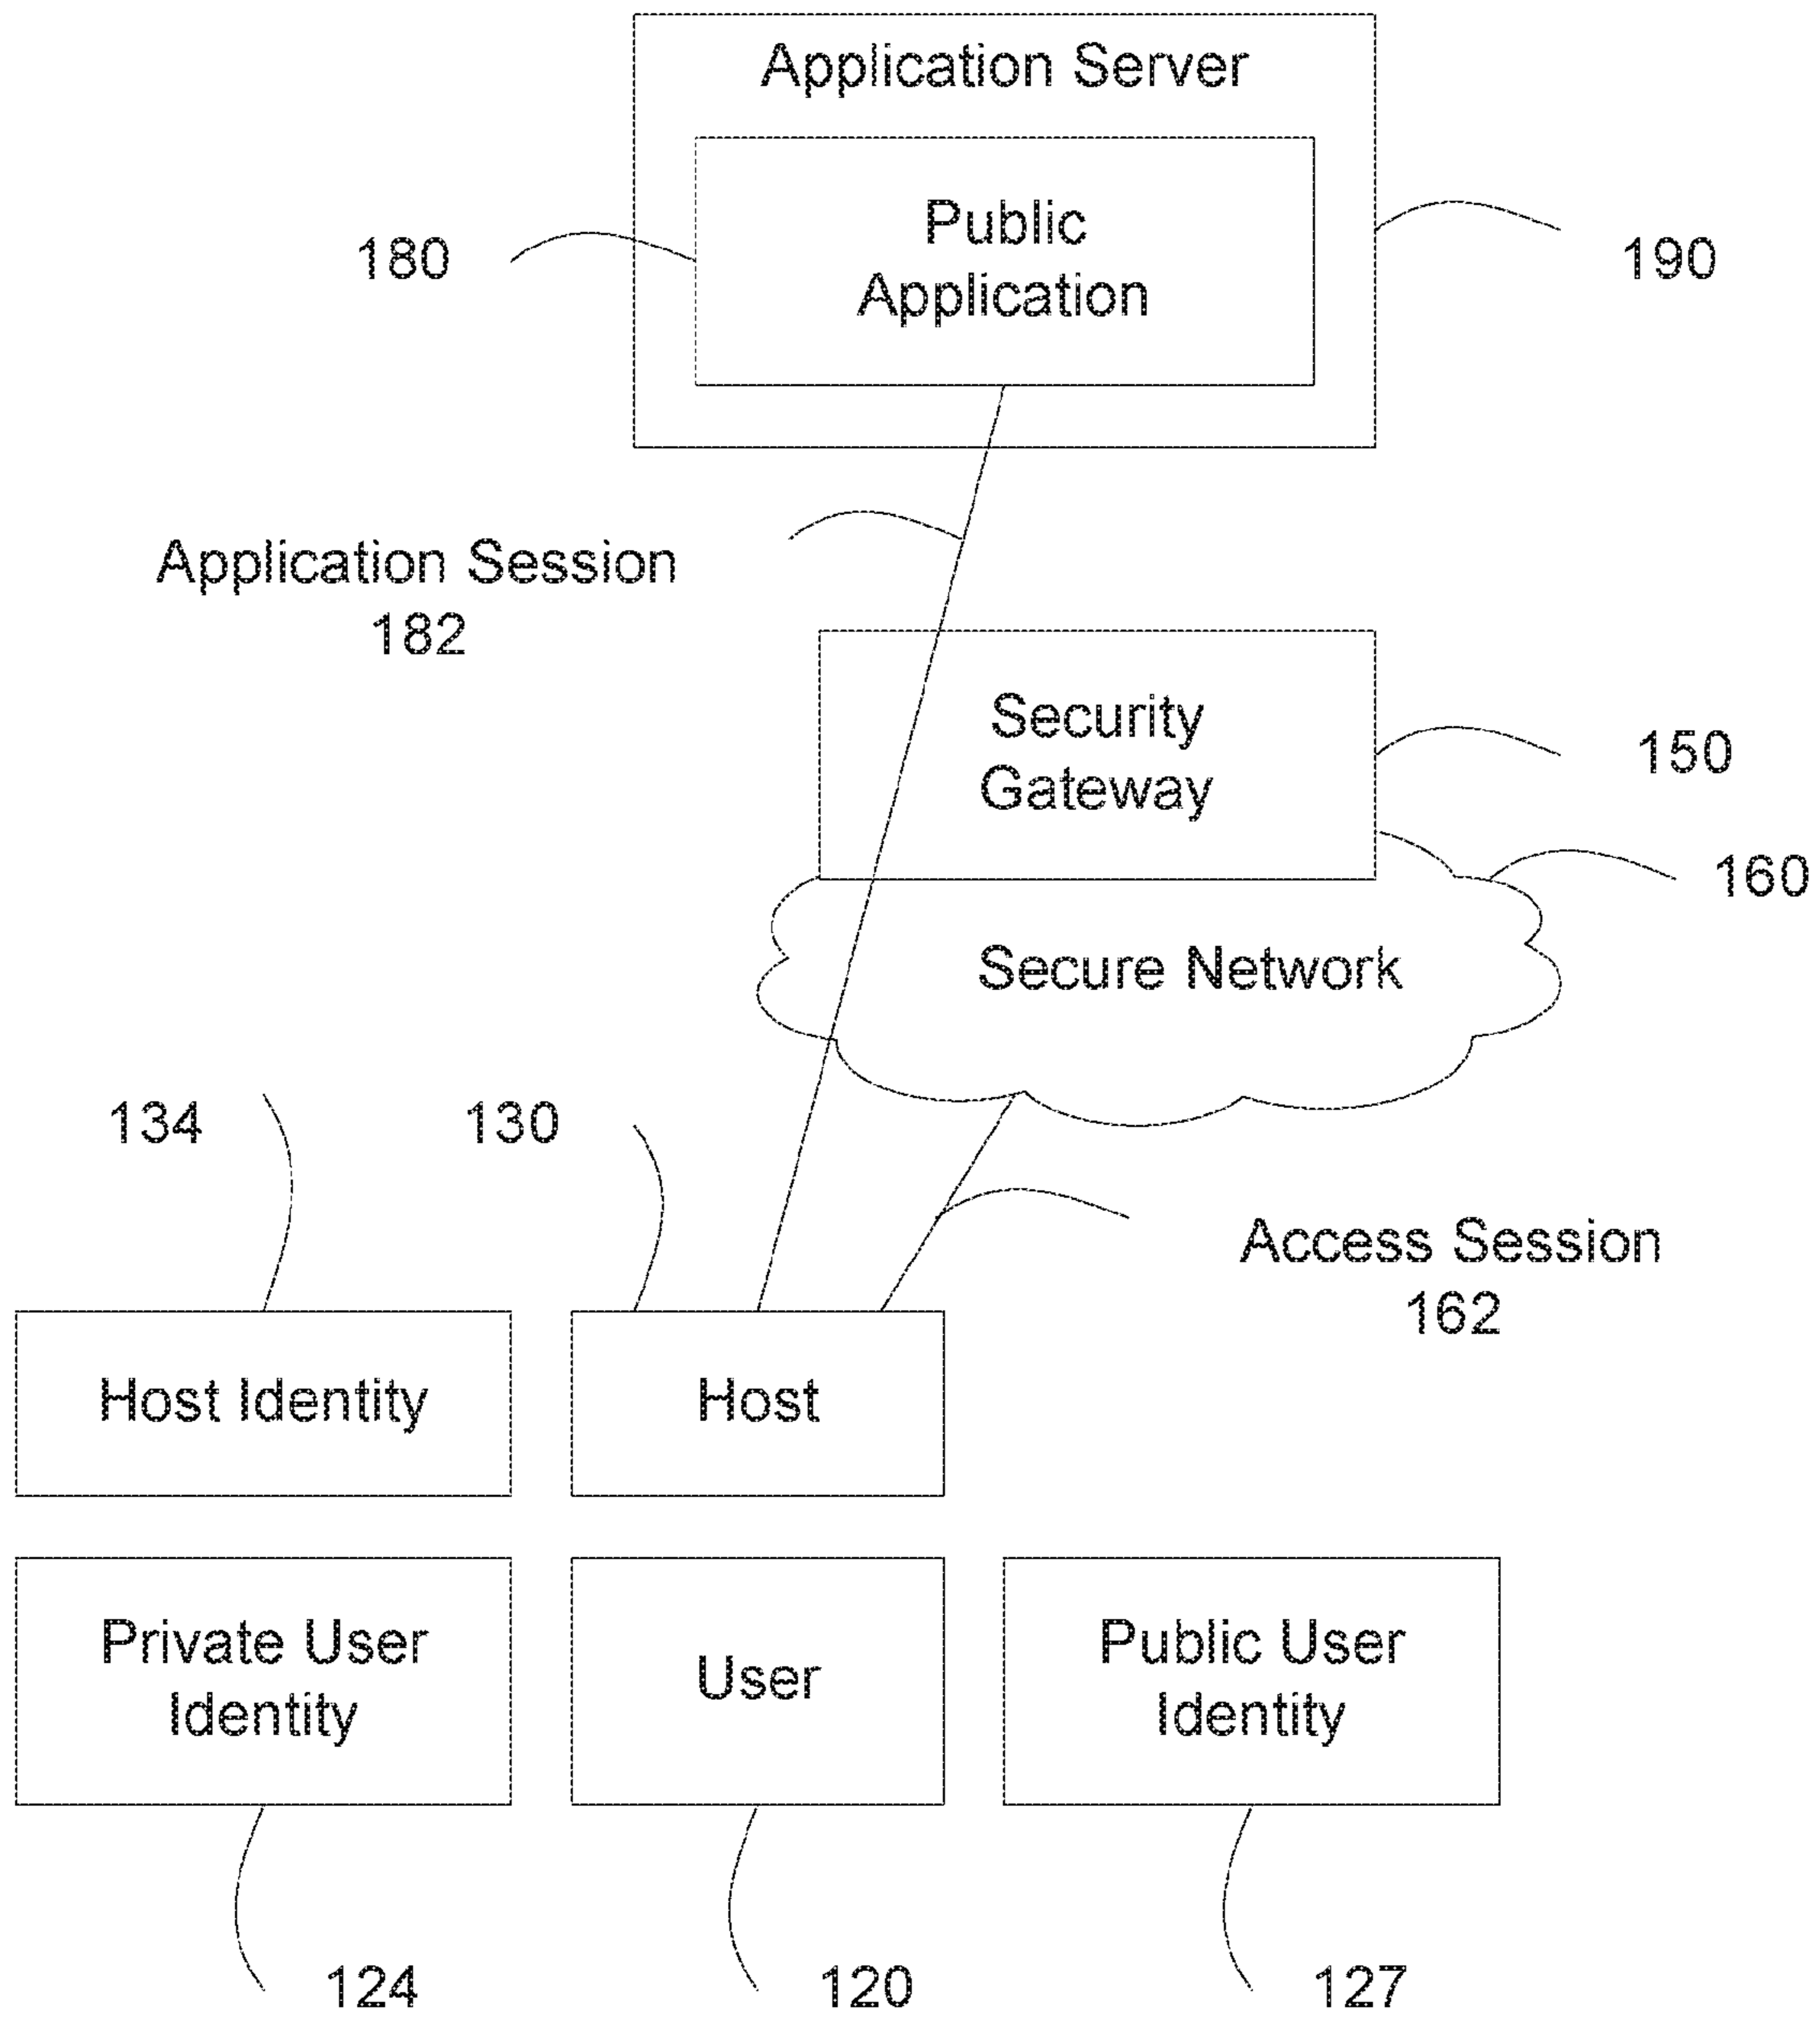 Application Server
Public
Application
180
190
Application Session
182
Security
Gateway
150
160
Secure Network
134
130
Access Session
162
Host Identity
Host
Private User
Identity
User
Public User
Identity
124
120
127